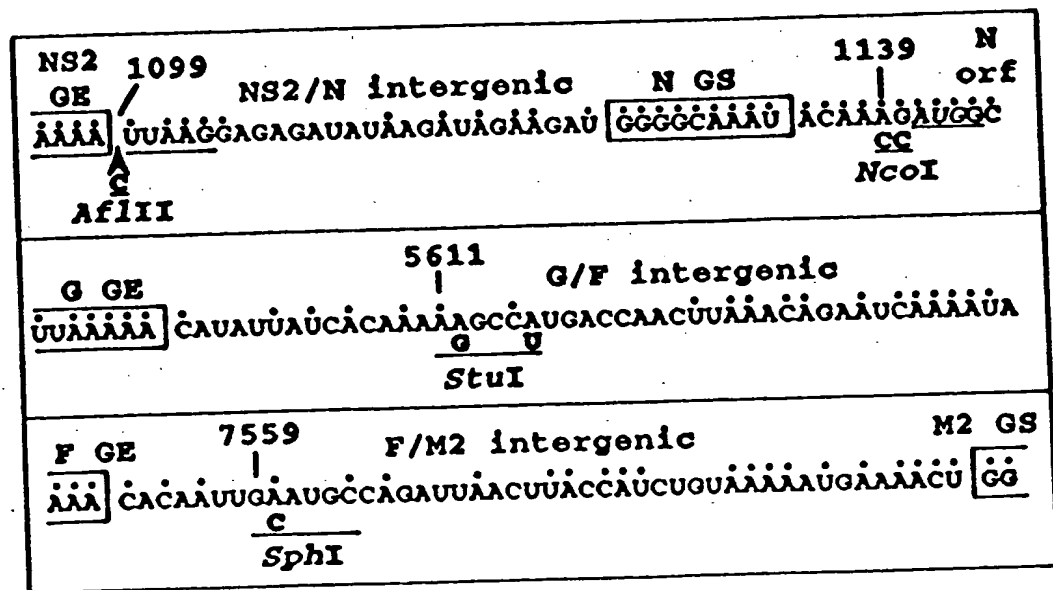 NS2 1099 1139 N
GE NS2/N intergenic N GS orf
AAAA UUAAGGAGAGAUAUAAGAUAGAAGAU GGGGCAAAU ACAAAGAUGGC
C CC
AflII NcoI
5611
G GE G/F intergenic
UUAAAAA CAUAUUAUCACAAAAAGCCAUGACCAACUUAAACAGAAUCAAAAUA
G U
StuI
7559
F GE F/M2 intergenic M2 GS
AAA CACAAUUGAAUGCCAGAUUAACUUACCAUCUGUAAAAAUGAAAACU GG
C
SphI